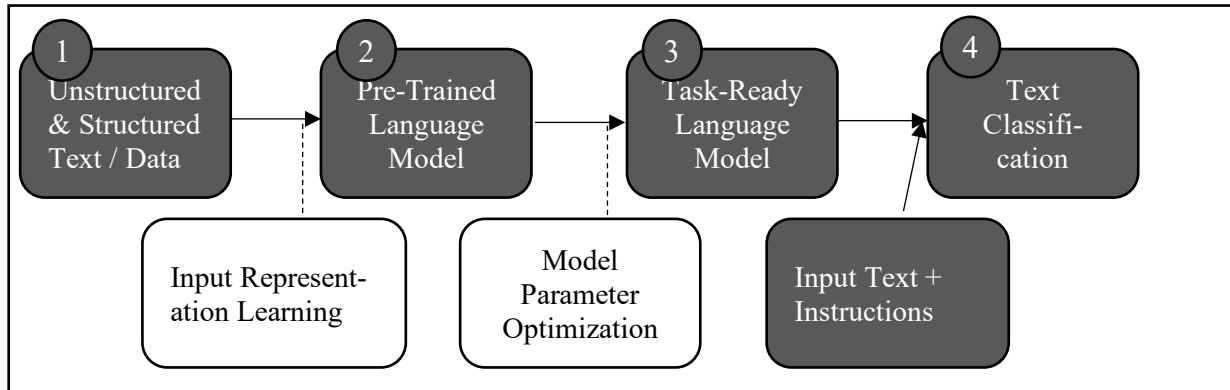 1
Unstructured
& Structured
Text / Data
2
Pre-Trained
Language
Model
3
Task-Ready
Language
Model
4
Text
Classifi-
cation
Input Represent-
ation Learning
Model
Parameter
Optimization
Input Text +
Instructions